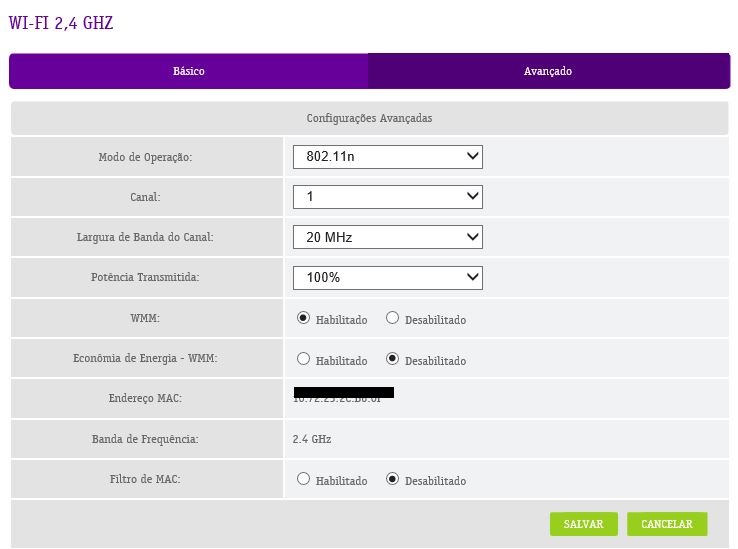 WI-FI 2,4 GHZ
Básico Avançado
Configurações Avançadas
Modo de Operação: 802.11n
Canal: 1
Largura de Banda do Canal: 20 MHz
Potência Transmitida: 100%
WMM: Habilitado Desabilitado
Econômia de Energia - WMM: Habilitado Desabilitado
Endereço MAC:
Banda de Frequência: 2.4 GHz
Filtro de MAC: Habilitado Desabilitado
SALVAR CANCELAR